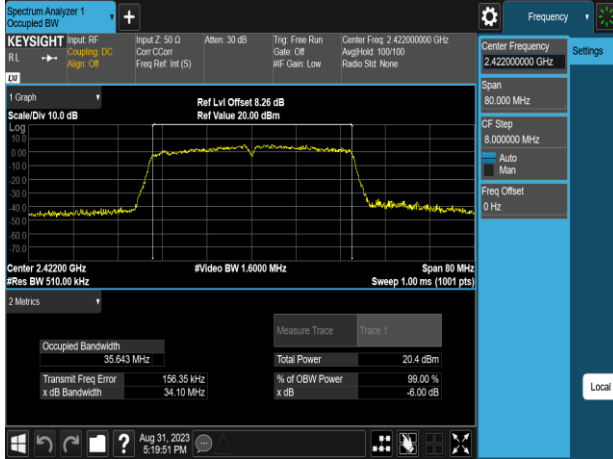 Spectrum Analyzer 1
Occupied BW
Frequency
KEYSIGHT Input: RF
RL
Coupling: DC
Align: Off
Input Z: 50 Ω
Corr CCorr
Freq Ref: Int (S)
Atten: 30 dB
Trig: Free Run
Gate: Off
#IF Gain: Low
Center Freq: 2.422000000 GHz
Avg|Hold: 100/100
Radio Std: None
LXI
Center Frequency
2.422000000 GHz
Settings
Span
80.000 MHz
CF Step
8.000000 MHz
Auto
Man
Freq Offset
0 Hz
Local
1 Graph
Scale/Div 10.0 dB
Ref Lvl Offset 8.26 dB
Ref Value 20.00 dBm
Log
10.0
0.00
-10.0
-20.0
-30.0
-40.0
-50.0
-60.0
-70.0
Center 2.42200 GHz
#Res BW 510.00 kHz
#Video BW 1.6000 MHz
Span 80 MHz
Sweep 1.00 ms (1001 pts)
2 Metrics
Measure Trace Trace 1
Occupied Bandwidth
35.643 MHz
Total Power 20.4 dBm
Transmit Freq Error 156.35 kHz
% of OBW Power 99.00 %
x dB Bandwidth 34.10 MHz
x dB -6.00 dB
Aug 31, 2023
5:19:51 PM